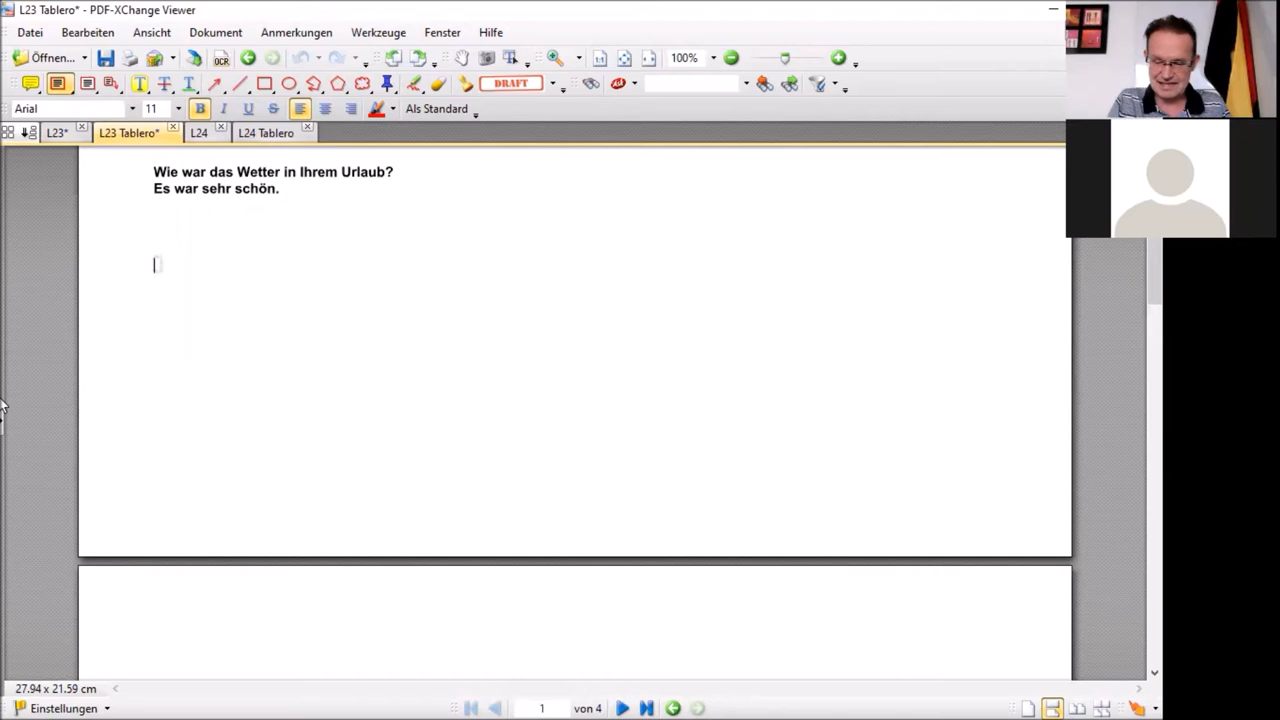 L23 Tablero* - PDF-XChange Viewer
Datei Bearbeiten Ansicht Dokument Anmerkungen Werkzeuge Fenster Hilfe
Öffnen... OCR 100%
DRAFT
Arial 11 B I U S Als Standard
L23* L23 Tablero* L24 L24 Tablero
Wie war das Wetter in Ihrem Urlaub?
Es war sehr schön.
27.94 x 21.59 cm
Einstellungen 1 von 4